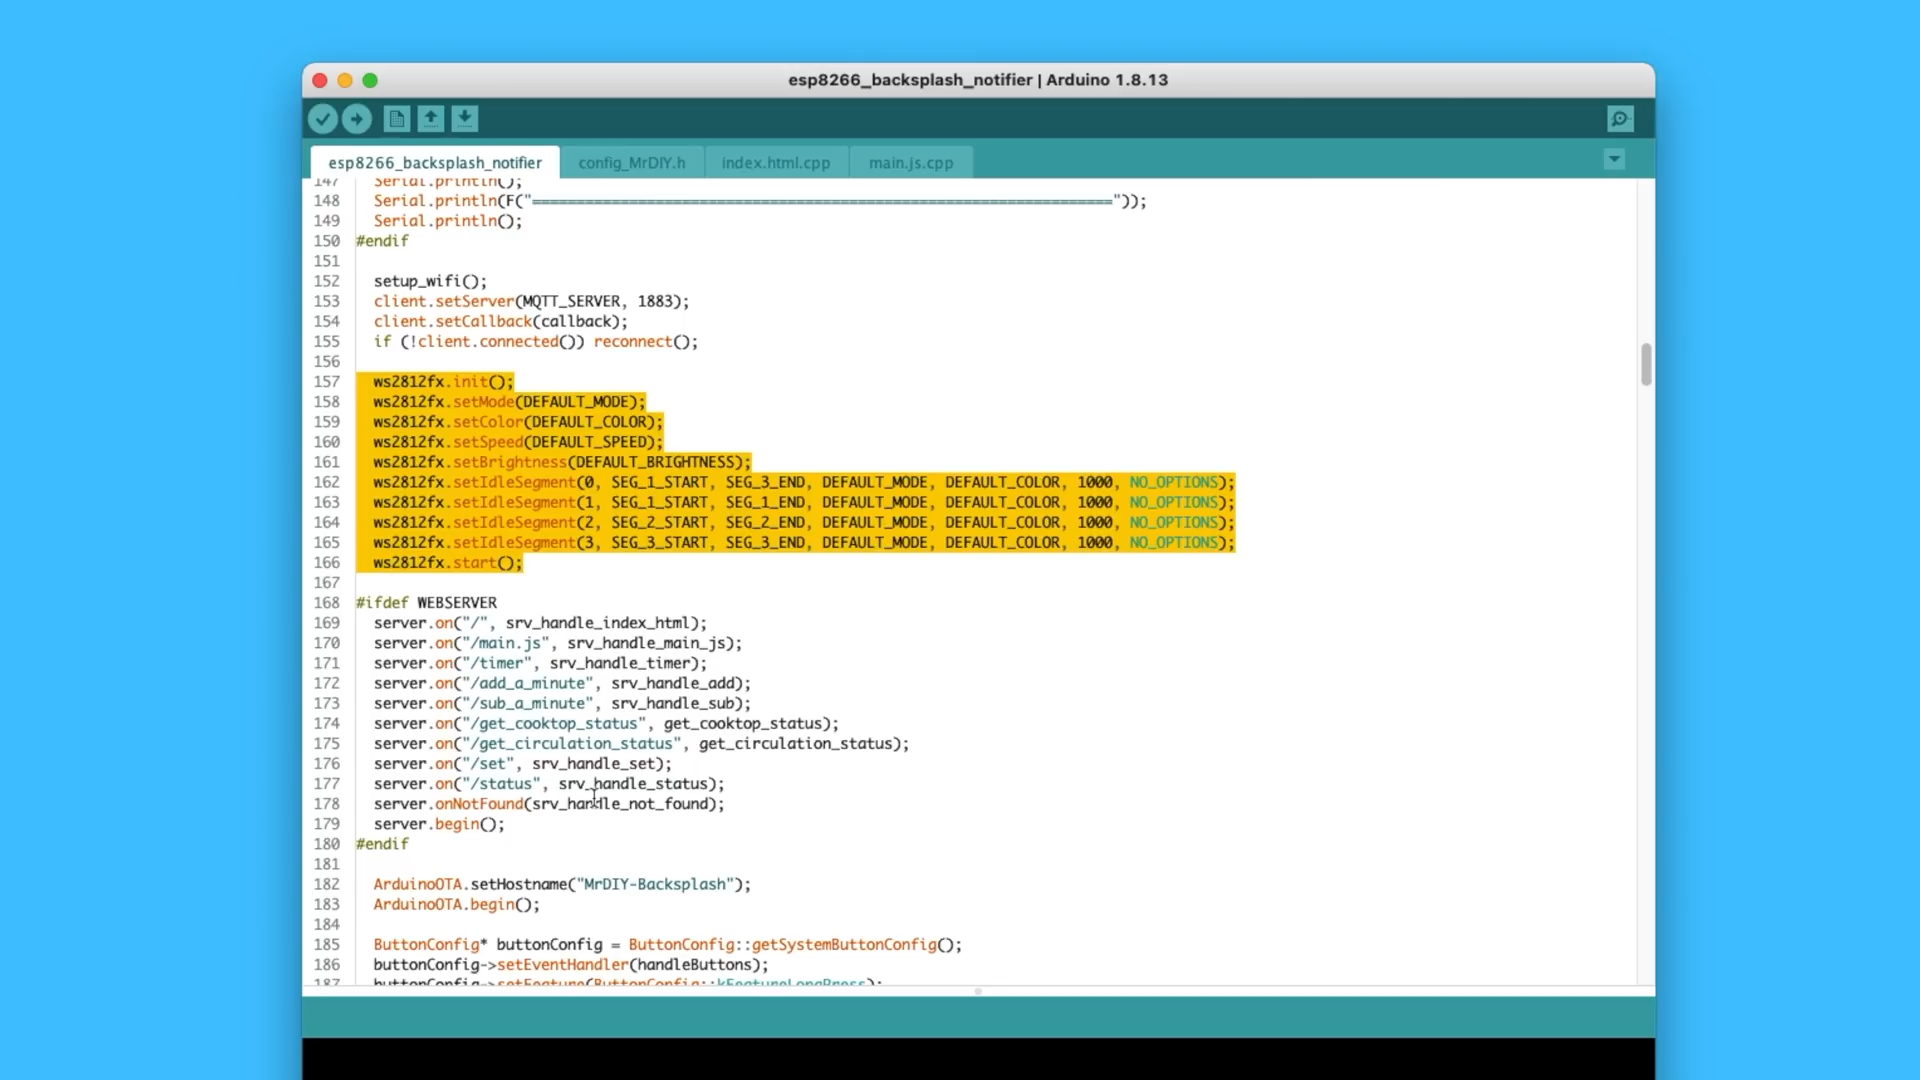 esp8266_backsplash_notifier | Arduino 1.8.13
esp8266_backsplash_notifier config_MrDIY.h index.html.cpp main.js.cpp
147 Serial.println();
148 Serial.println(F("=================================================================="));
149 Serial.println();
150 #endif
151
152 setup_wifi();
153 client.setServer(MQTT_SERVER, 1883);
154 client.setCallback(callback);
155 if (!client.connected()) reconnect();
156
157 ws2812fx.init();
158 ws2812fx.setMode(DEFAULT_MODE);
159 ws2812fx.setColor(DEFAULT_COLOR);
160 ws2812fx.setSpeed(DEFAULT_SPEED);
161 ws2812fx.setBrightness(DEFAULT_BRIGHTNESS);
162 ws2812fx.setIdleSegment(0, SEG_1_START, SEG_3_END, DEFAULT_MODE, DEFAULT_COLOR, 1000, NO_OPTIONS);
163 ws2812fx.setIdleSegment(1, SEG_1_START, SEG_1_END, DEFAULT_MODE, DEFAULT_COLOR, 1000, NO_OPTIONS);
164 ws2812fx.setIdleSegment(2, SEG_2_START, SEG_2_END, DEFAULT_MODE, DEFAULT_COLOR, 1000, NO_OPTIONS);
165 ws2812fx.setIdleSegment(3, SEG_3_START, SEG_3_END, DEFAULT_MODE, DEFAULT_COLOR, 1000, NO_OPTIONS);
166 ws2812fx.start();
167
168 #ifdef WEBSERVER
169 server.on("/", srv_handle_index_html);
170 server.on("/main.js", srv_handle_main_js);
171 server.on("/timer", srv_handle_timer);
172 server.on("/add_a_minute", srv_handle_add);
173 server.on("/sub_a_minute", srv_handle_sub);
174 server.on("/get_cooktop_status", get_cooktop_status);
175 server.on("/get_circulation_status", get_circulation_status);
176 server.on("/set", srv_handle_set);
177 server.on("/status", srv_handle_status);
178 server.onNotFound(srv_handle_not_found);
179 server.begin();
180 #endif
181
182 ArduinoOTA.setHostname("MrDIY-Backsplash");
183 ArduinoOTA.begin();
184
185 ButtonConfig* buttonConfig = ButtonConfig::getSystemButtonConfig();
186 buttonConfig->setEventHandler(handleButtons);
187 buttonConfig->setFeature(ButtonConfig::kFeatureLongPress);